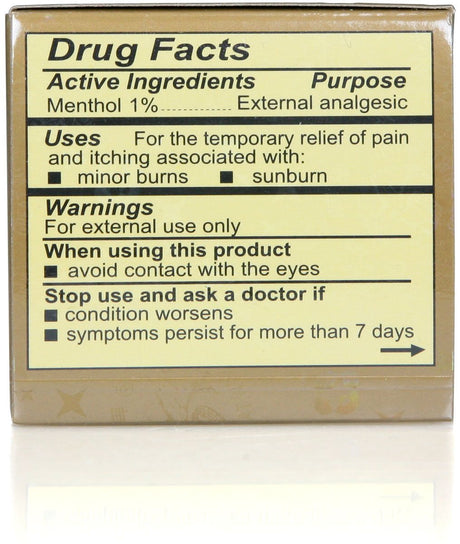 Drug Facts
Active Ingredients Purpose
Menthol 1%.................. External analgesic
Uses For the temporary relief of pain
and itching associated with:
■ minor burns ■ sunburn
Warnings
For external use only
When using this product
■ avoid contact with the eyes
Stop use and ask a doctor if
■ condition worsens
■ symptoms persist for more than 7 days